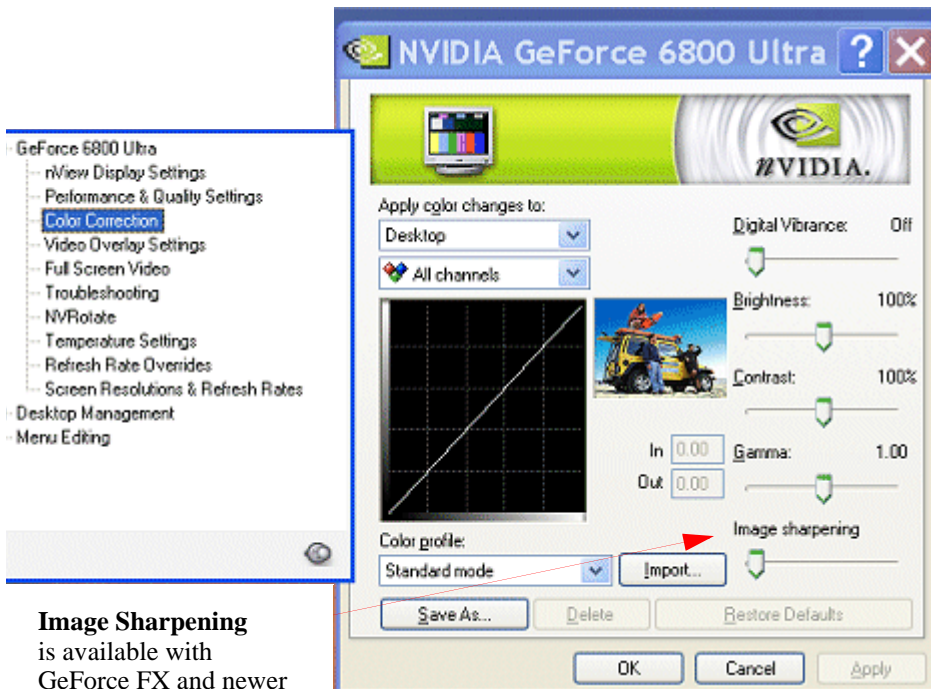 NVIDIA GeForce 6800 Ultra
NVIDIA.
GeForce 6800 Ultra
nView Display Settings
Performance & Quality Settings
Color Correction
Video Overlay Settings
Full Screen Video
Troubleshooting
NVRotate
Temperature Settings
Refresh Rate Overrides
Screen Resolutions & Refresh Rates
Desktop Management
Menu Editing
Apply color changes to:
Desktop
All channels
Digital Vibrance: Off
Brightness: 100%
Contrast: 100%
In 0.00
Out 0.00
Gamma: 1.00
Image sharpening
Color profile:
Standard mode
Import...
Save As...
Delete
Restore Defaults
OK
Cancel
Apply
Image Sharpening
is available with
GeForce FX and newer